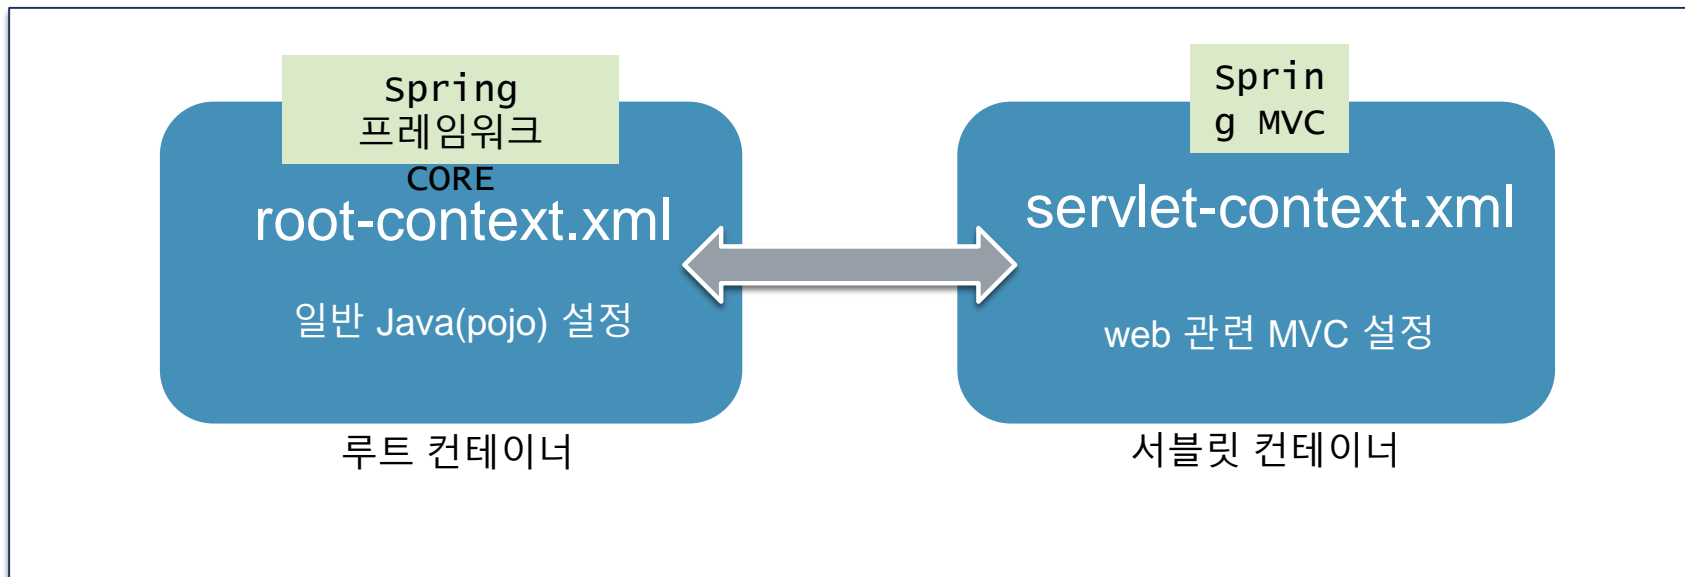 Spring
프레임워크
CORE
root-context.xml
일반 Java(pojo) 설정
루트 컨테이너
Sprin
g MVC
servlet-context.xml
web 관련 MVC 설정
서블릿 컨테이너